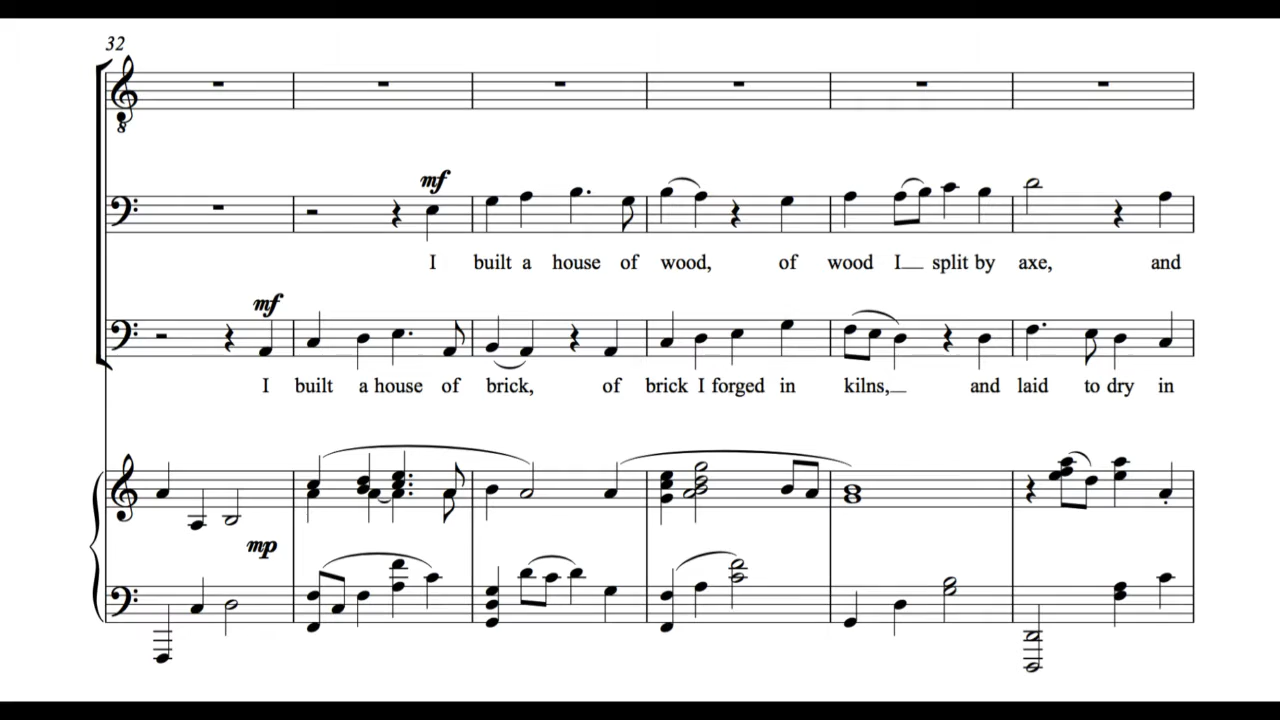 32
mf
I built a house of wood, of wood I split by axe, and
mf
I built a house of brick, of brick I forged in kilns, and laid to dry in
mp